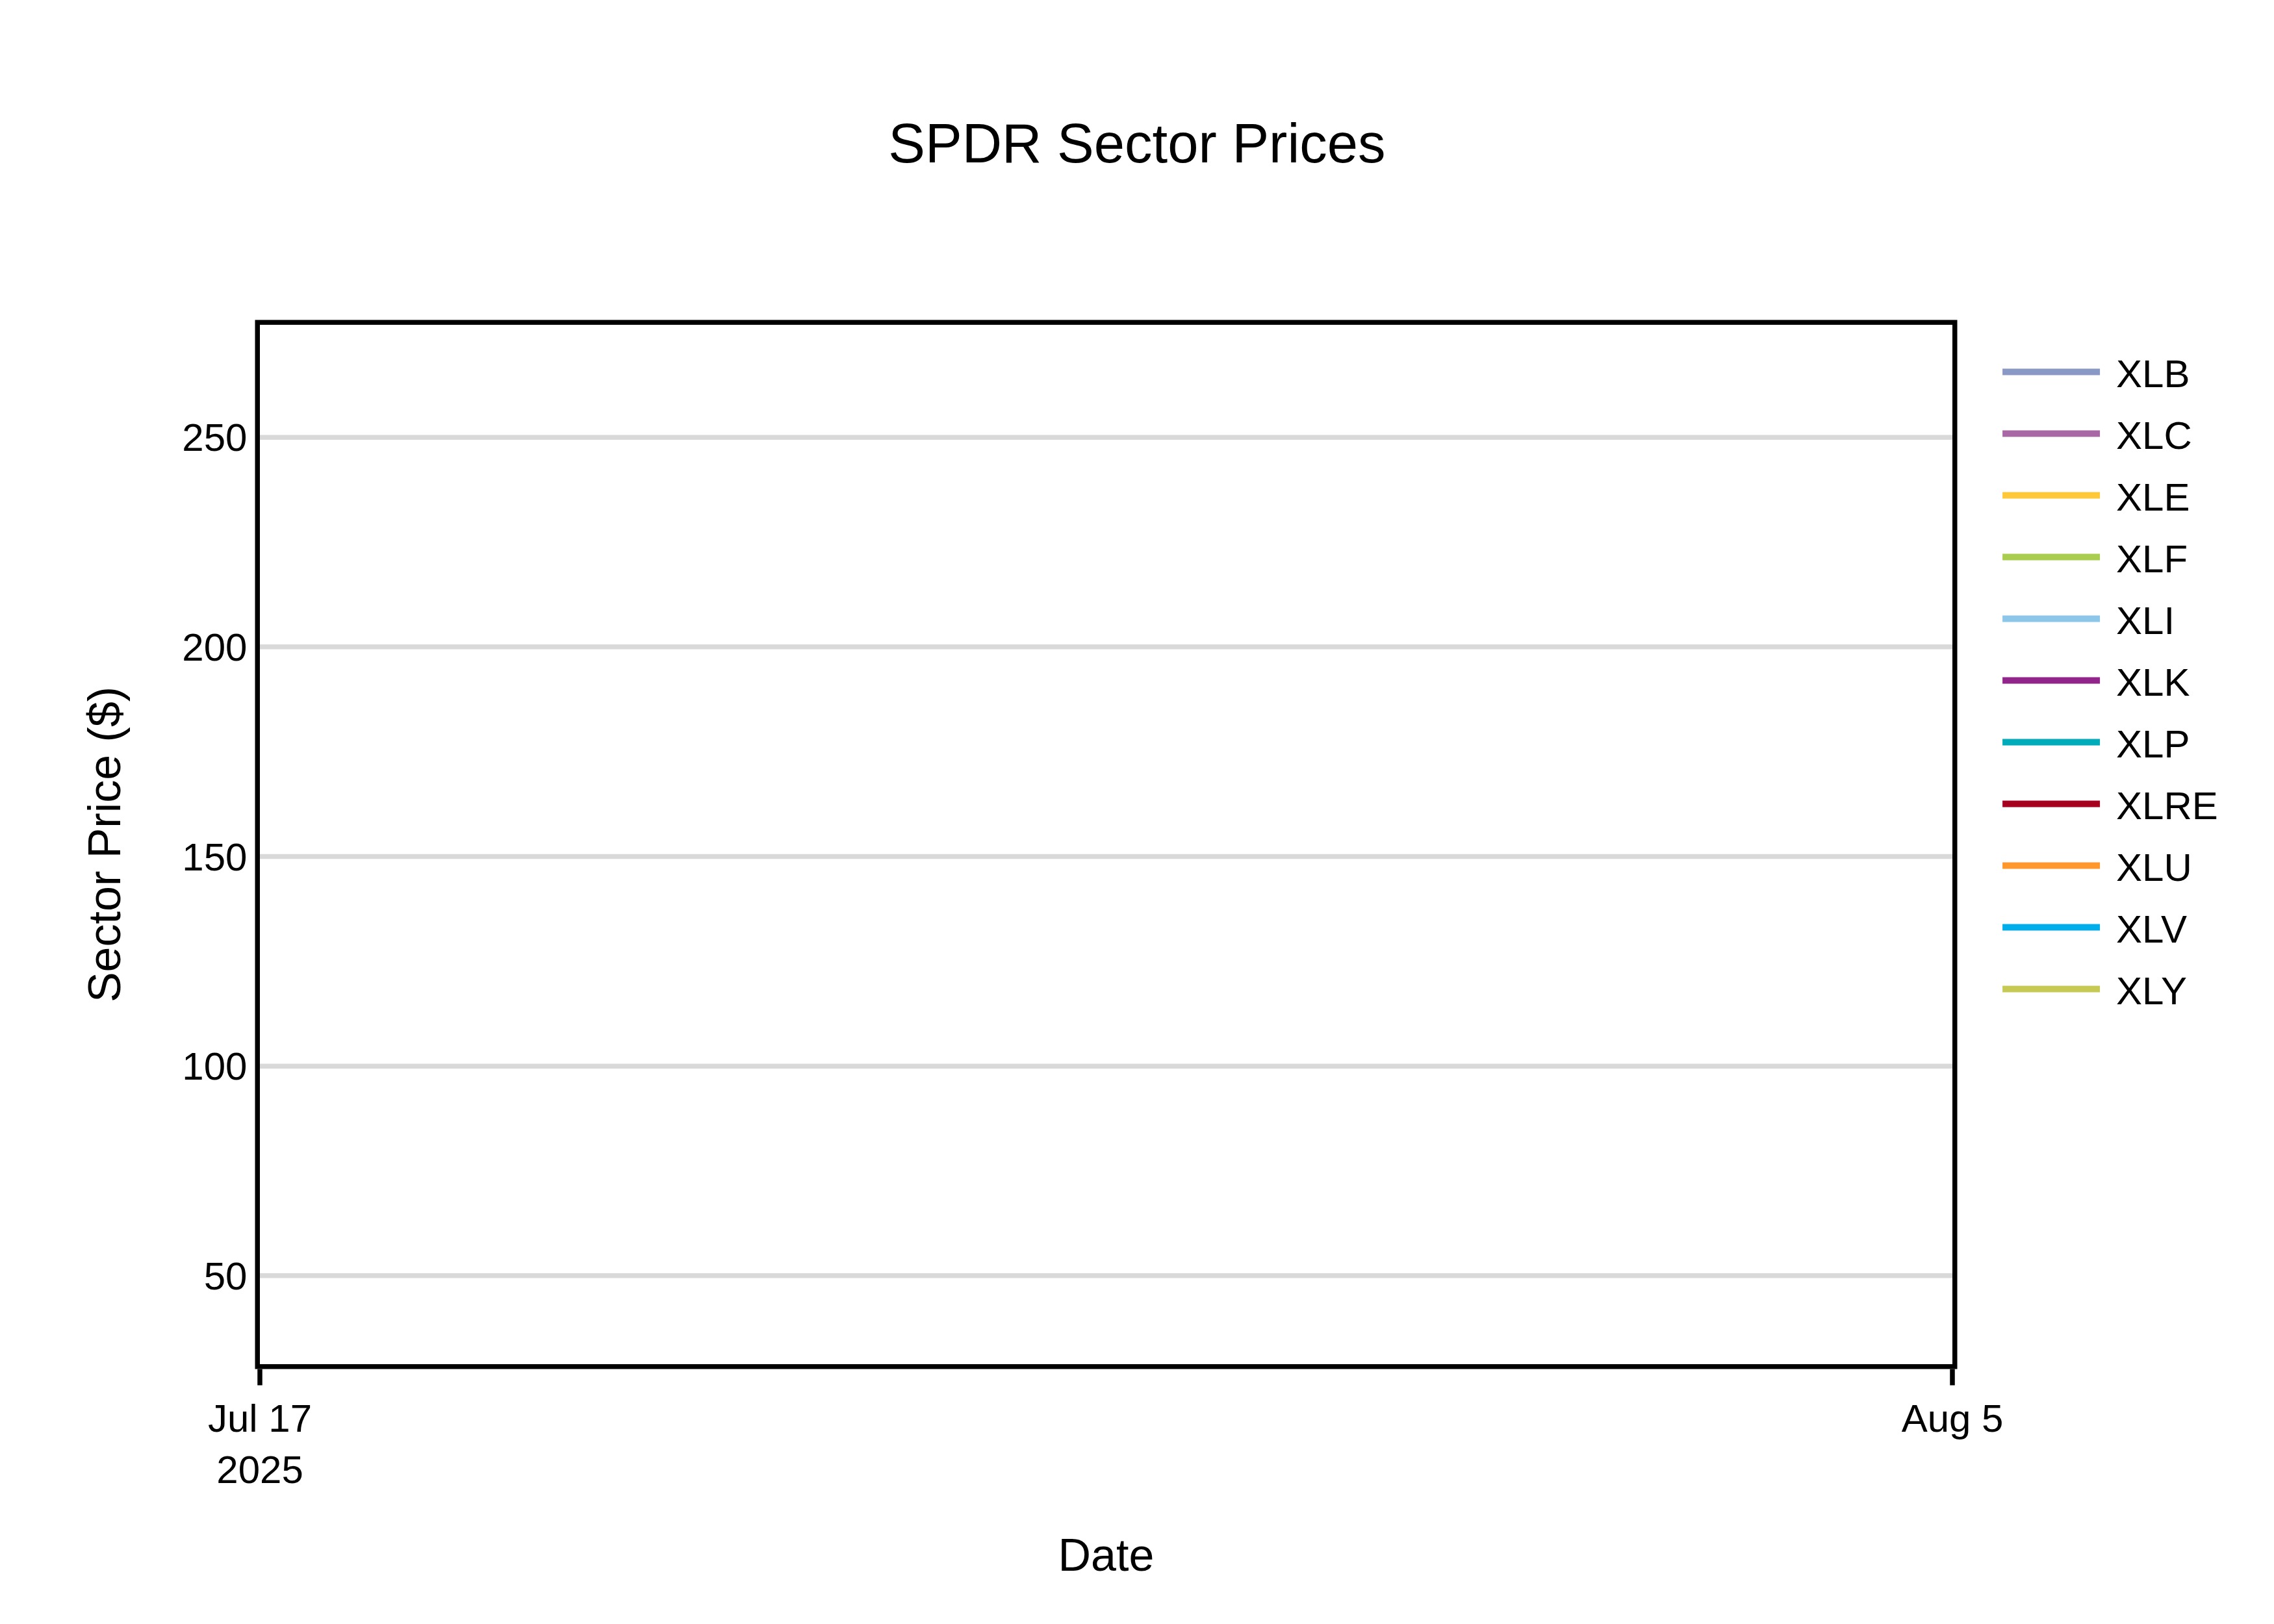 SPDR Sector Prices
Sector Price ($)
250
200
150
100
50
Jul 17
2025
Aug 5
Date
XLB
XLC
XLE
XLF
XLI
XLK
XLP
XLRE
XLU
XLV
XLY